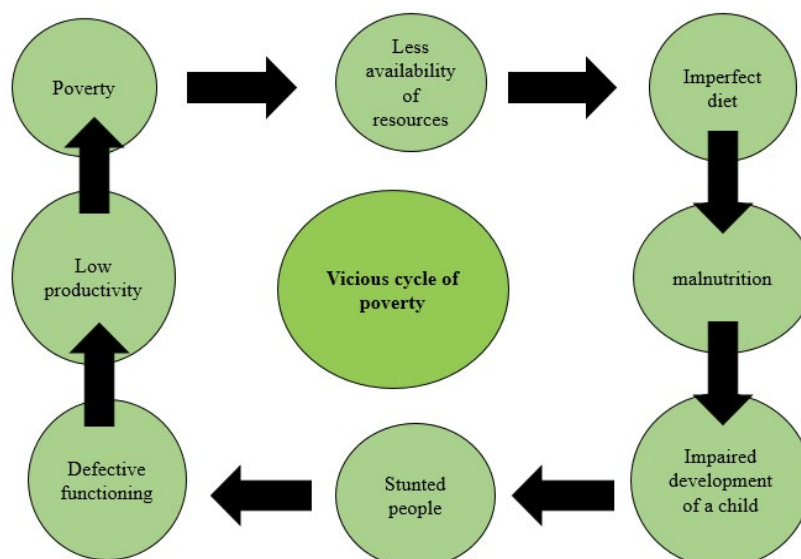 Poverty
Less
availability
of
resources
Imperfect
diet
Low
productivity
Vicious cycle of
poverty
malnutrition
Defective
functioning
Stunted
people
Impaired
development
of a child